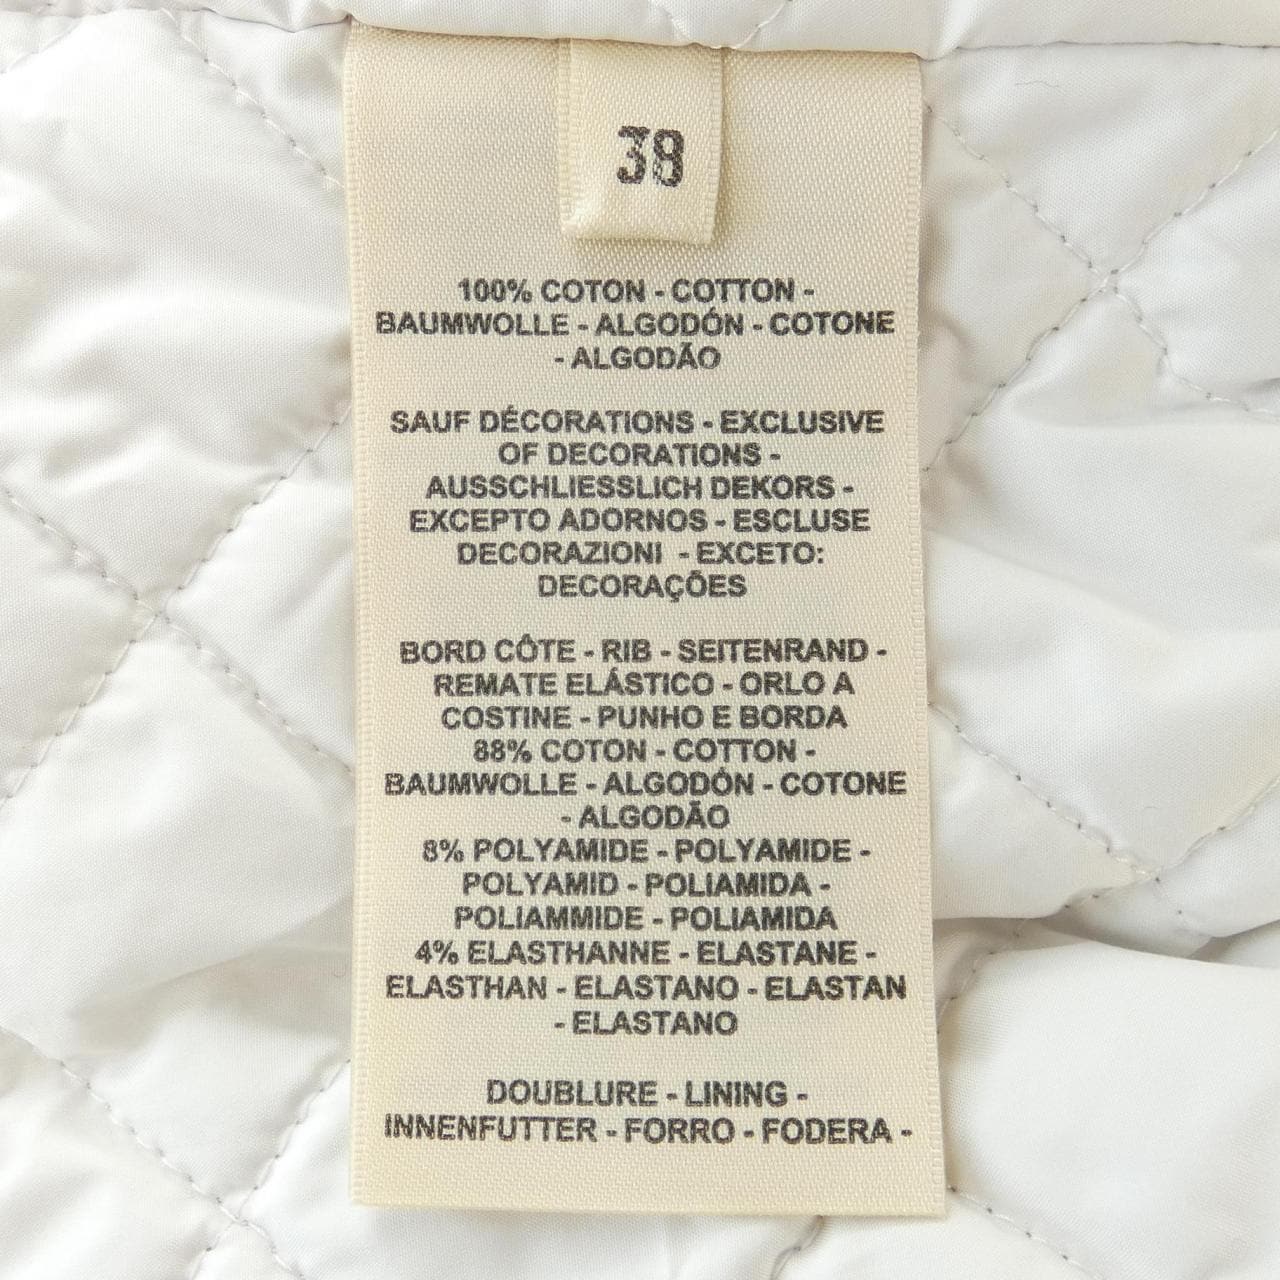 38
100% COTON - COTTON -
BAUMWOLLE - ALGODÓN - COTONE
- ALGODÃO
SAUF DÉCORATIONS - EXCLUSIVE
OF DECORATIONS -
AUSSCHLIESSLICH DEKORS -
EXCEPTO ADORNOS - ESCLUSE
DECORAZIONI - EXCETO:
DECORAÇÕES
BORD CÔTE - RIB - SEITENRAND -
REMATE ELÁSTICO - ORLO A
COSTINE - PUNHO E BORDA
88% COTON - COTTON -
BAUMWOLLE - ALGODÓN - COTONE
- ALGODÃO
8% POLYAMIDE - POLYAMIDE -
POLYAMID - POLIAMIDA -
POLIAMMIDE - POLIAMIDA
4% ELASTHANNE - ELASTANE -
ELASTHAN - ELASTANO - ELASTAN
- ELASTANO
DOUBLURE - LINING -
INNENFUTTER - FORRO - FODERA -